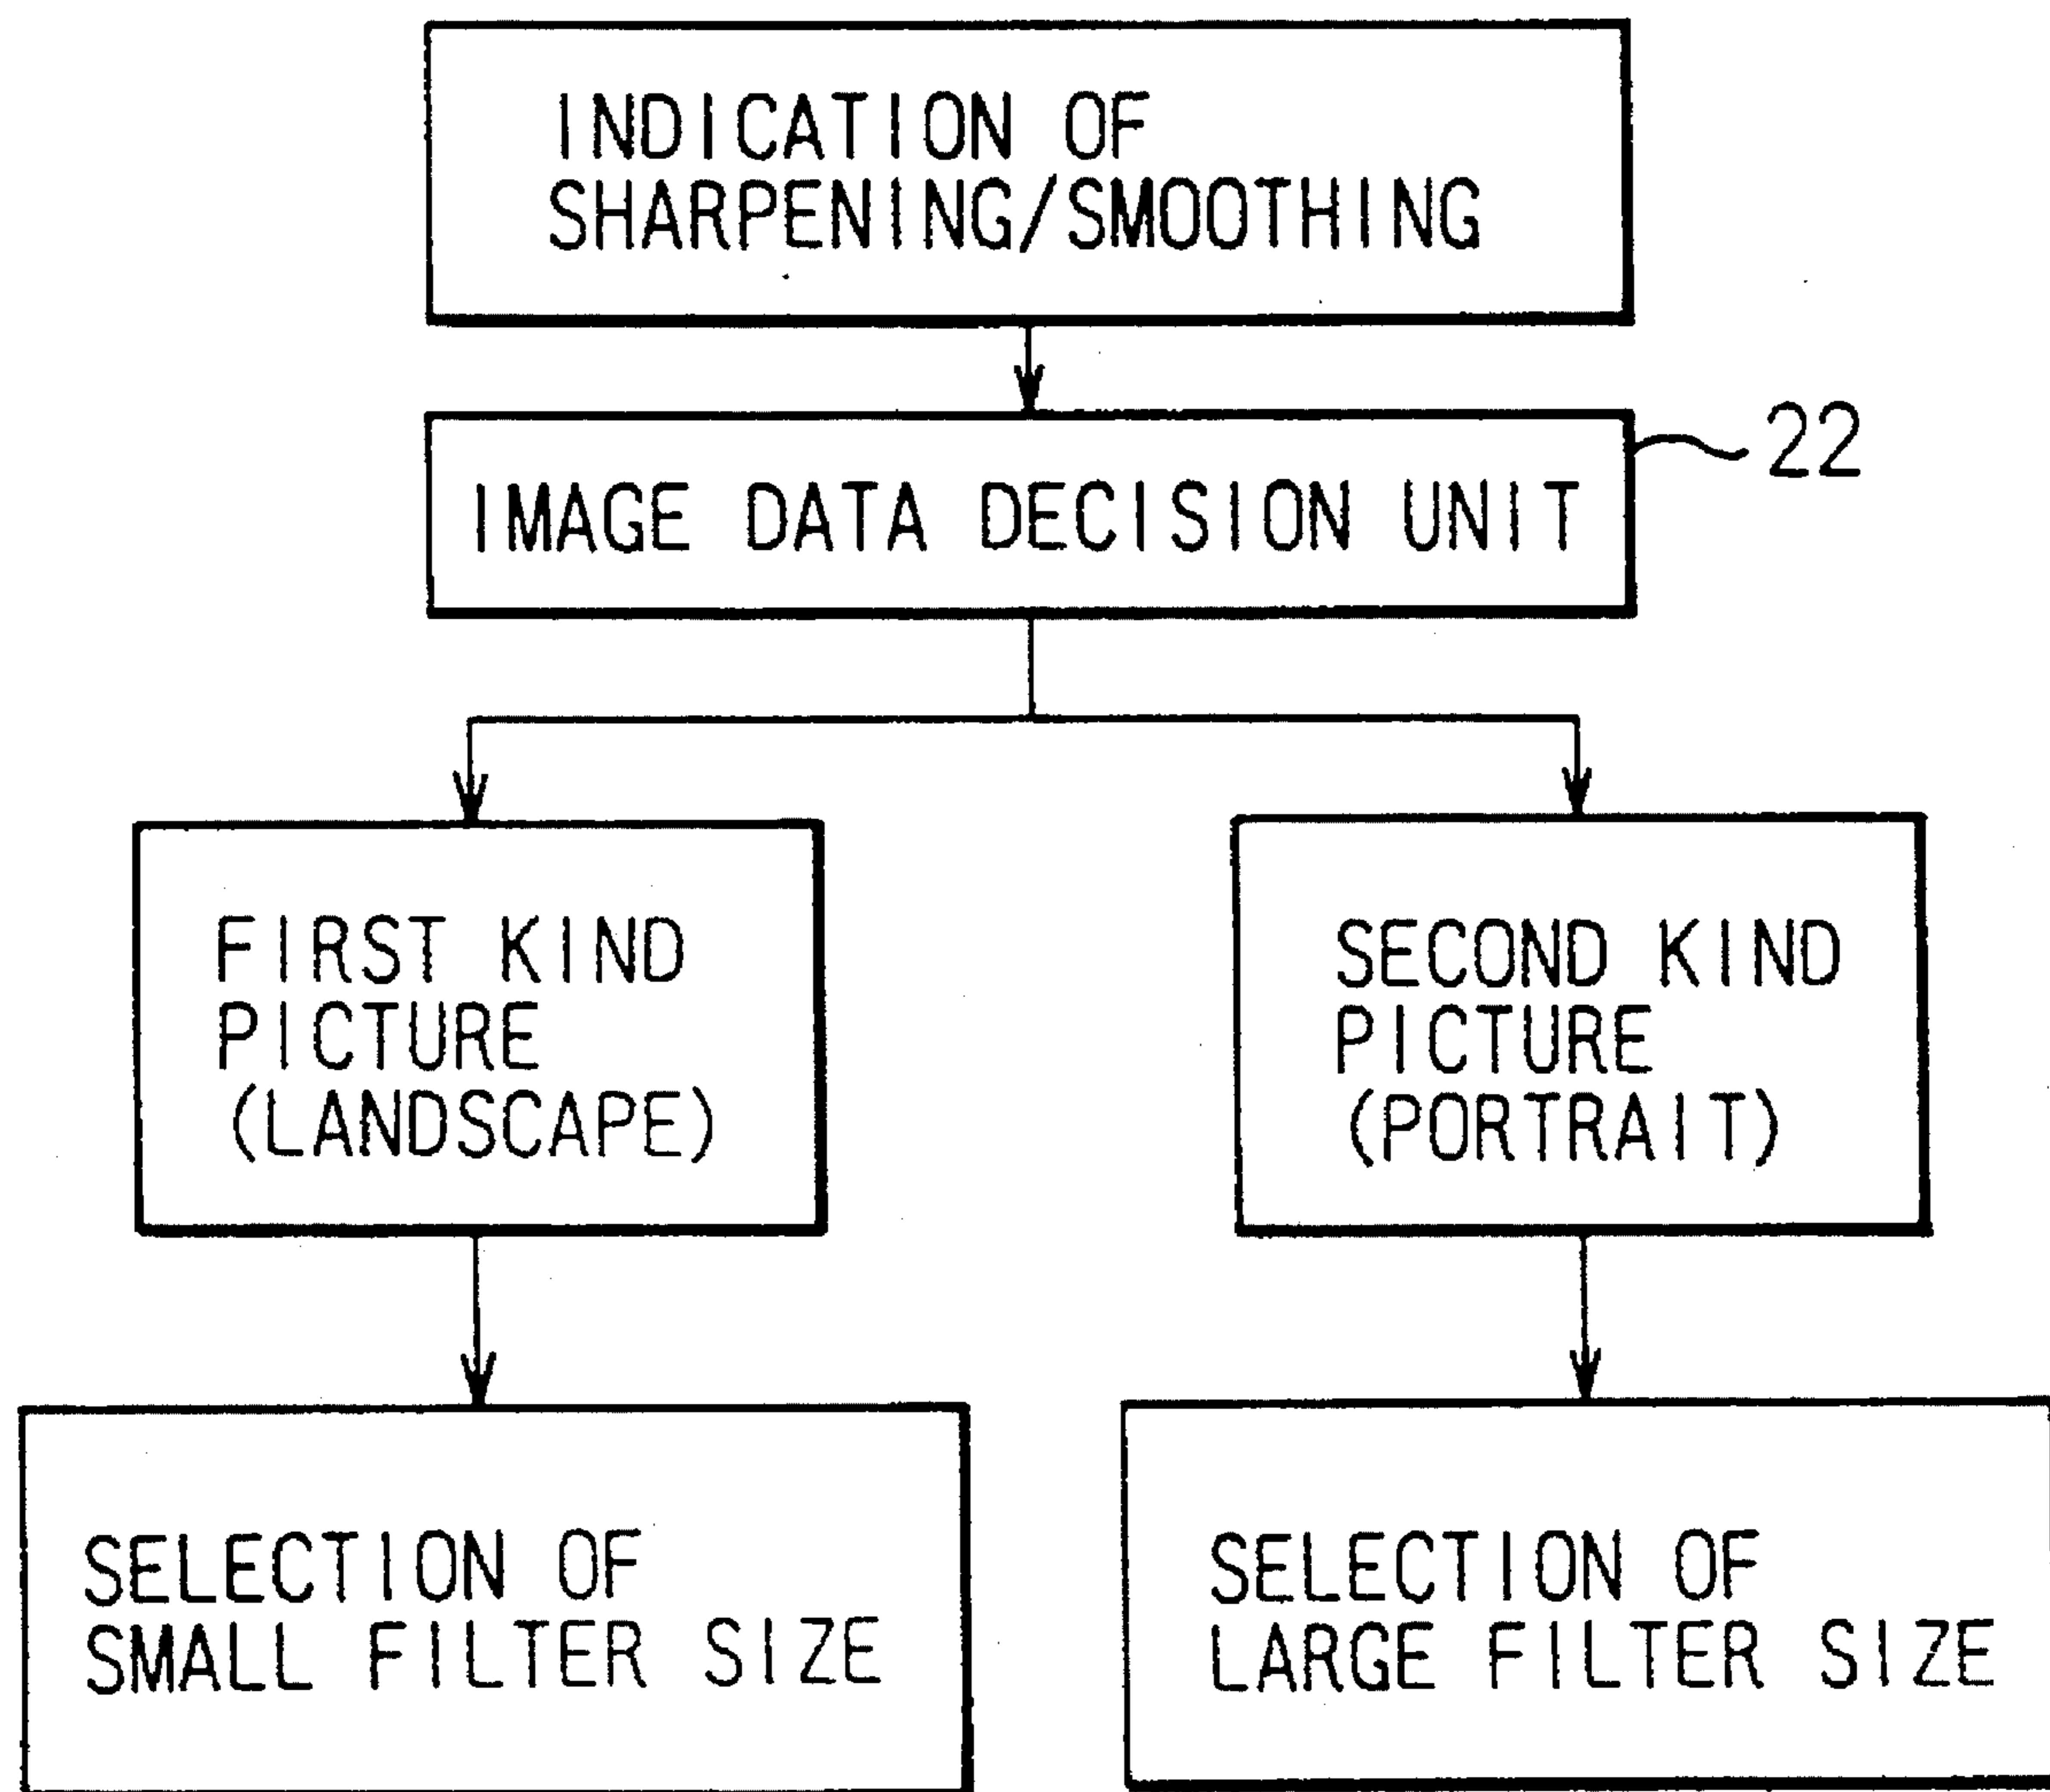 INDICATION OF
SHARPENING/SMOOTHING
22
IMAGE DATA DECISION UNIT
FIRST KIND
PICTURE
(LANDSCAPE)
SECOND KIND
PICTURE
(PORTRAIT)
SELECTION OF
SMALL FILTER SIZE
SELECTION OF
LARGE FILTER SIZE